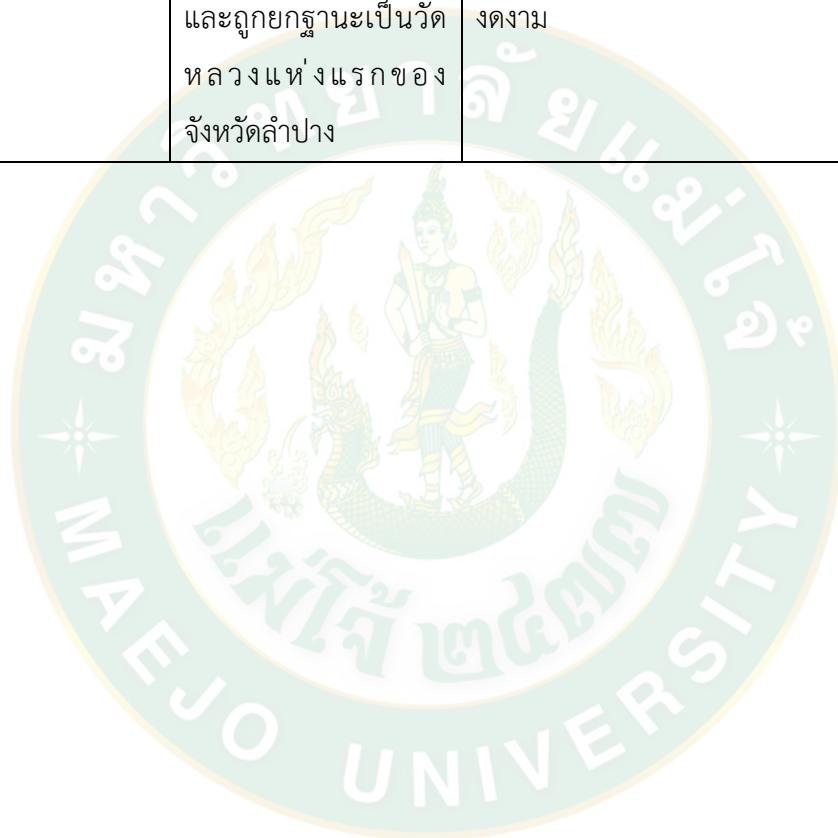 และถูกยกฐานะเป็นวัด งดงาม
หลวงแห่งแรกของ
จังหวัดลำปาง
มหาวิทยาลัยแม่โจ้
แม่โจ้ ๒๔๗๗
MAEJO UNIVERSITY